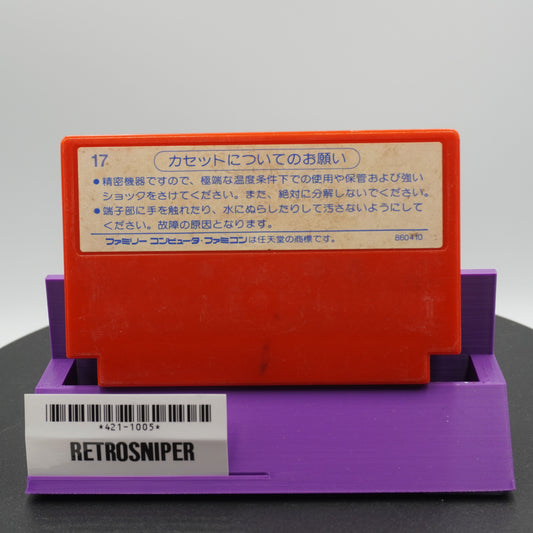 17
カセットについてのお願い
●精密機器ですので、極端な温度条件下での使用や保管および強い
ショックをさけてください。また、絶対に分解しないでください。
●端子部に手を触れたり、水にぬらしたりして汚さないようにして
ください。故障の原因となります。
ファミリー コンピュータ・ファミコンは任天堂の商標です。 860410
*421-1005*
RETROSNIPER